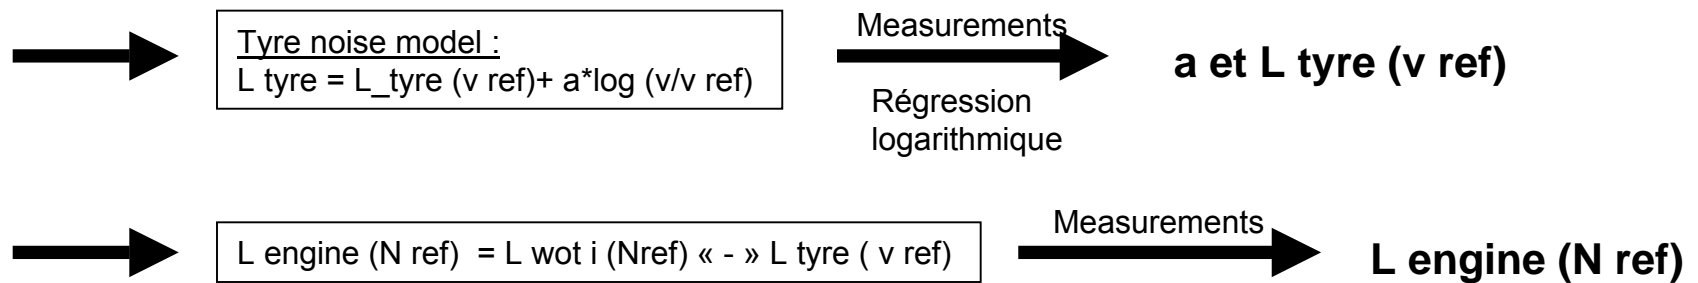 Tyre noise model :
L tyre = L_tyre (v ref)+ a*log (v/v ref)
Measurements
Régression
logarithmique
a et L tyre (v ref)
L engine (N ref)  = L wot i (Nref) « - » L tyre ( v ref)
Measurements
L engine (N ref)